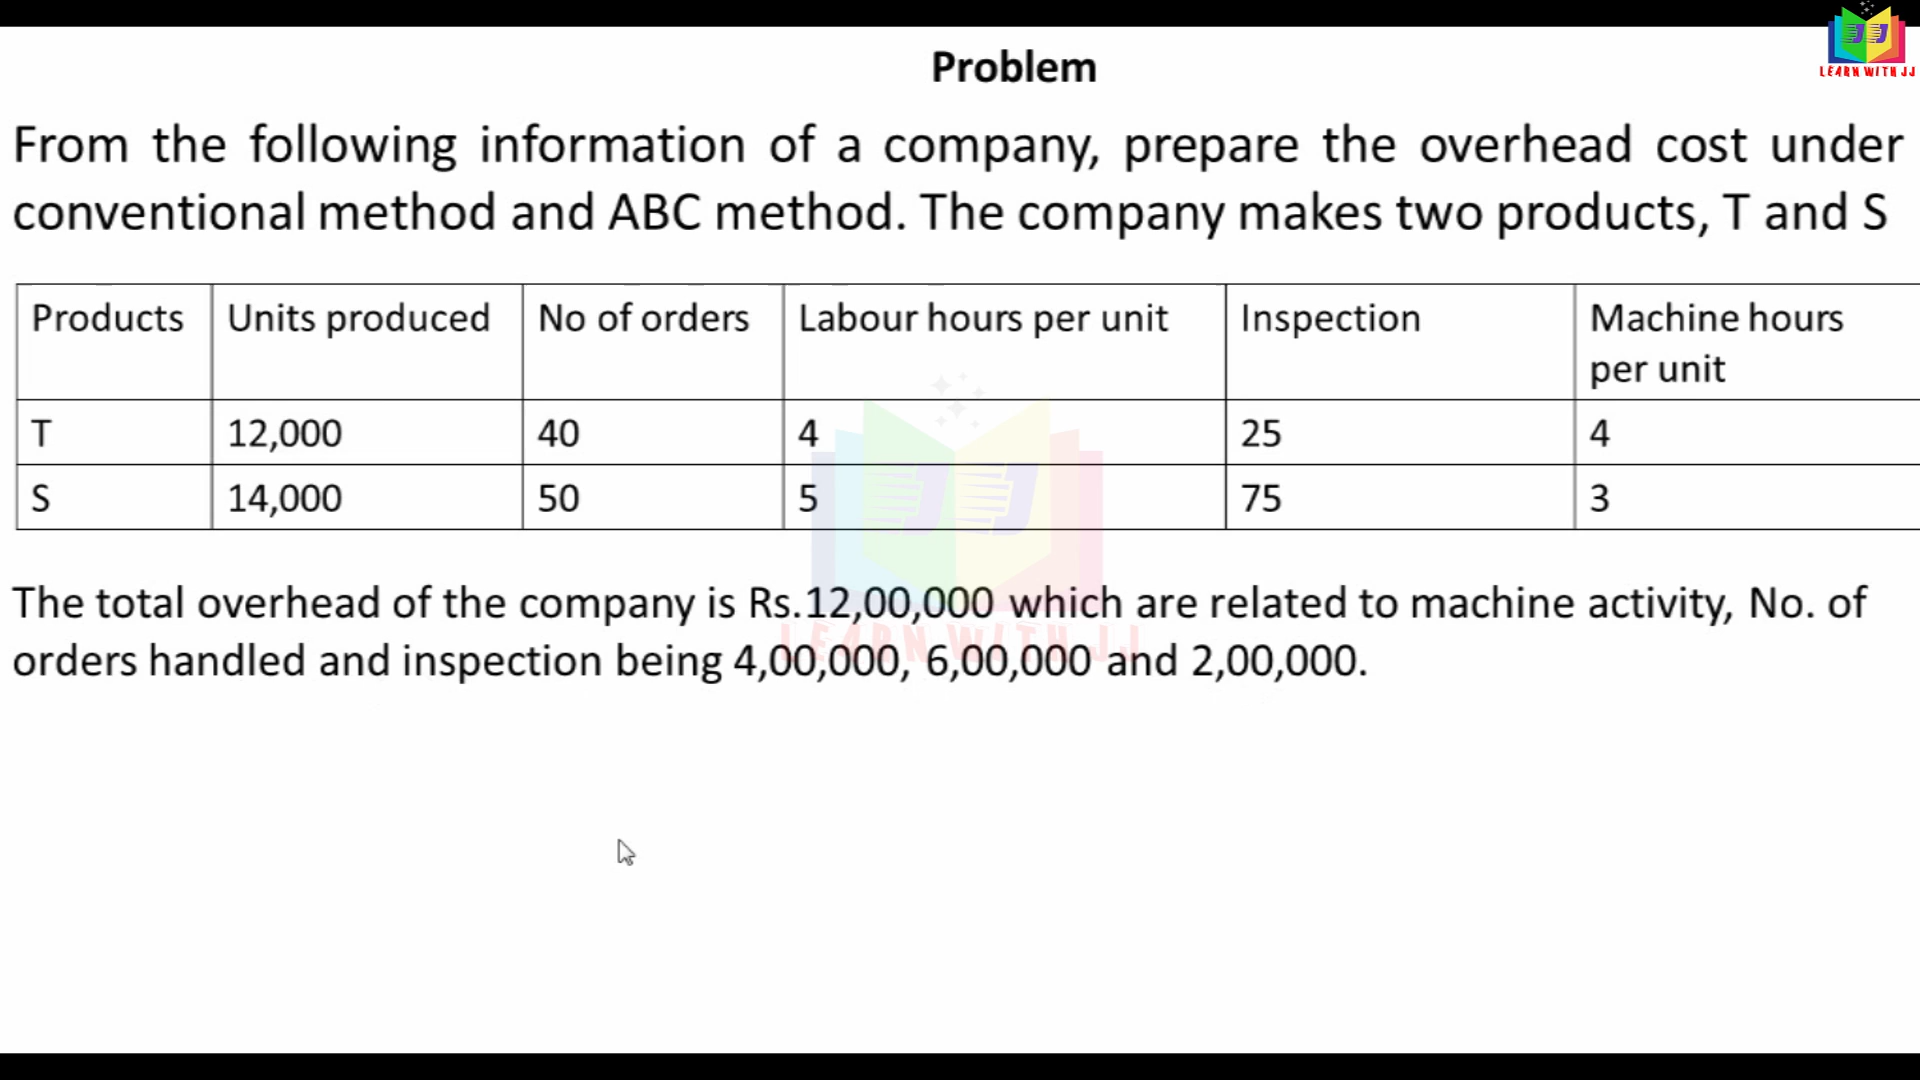 Problem
LEARN WITH JJ
From the following information of a company, prepare the overhead cost under
conventional method and ABC method. The company makes two products, T and S
Products Units produced No of orders Labour hours per unit Inspection Machine hours
per unit
T 12,000 40 4 25 4
S 14,000 50 5 75 3
The total overhead of the company is Rs.12,00,000 which are related to machine activity, No. of
LEARN WITH JJ
orders handled and inspection being 4,00,000, 6,00,000 and 2,00,000.